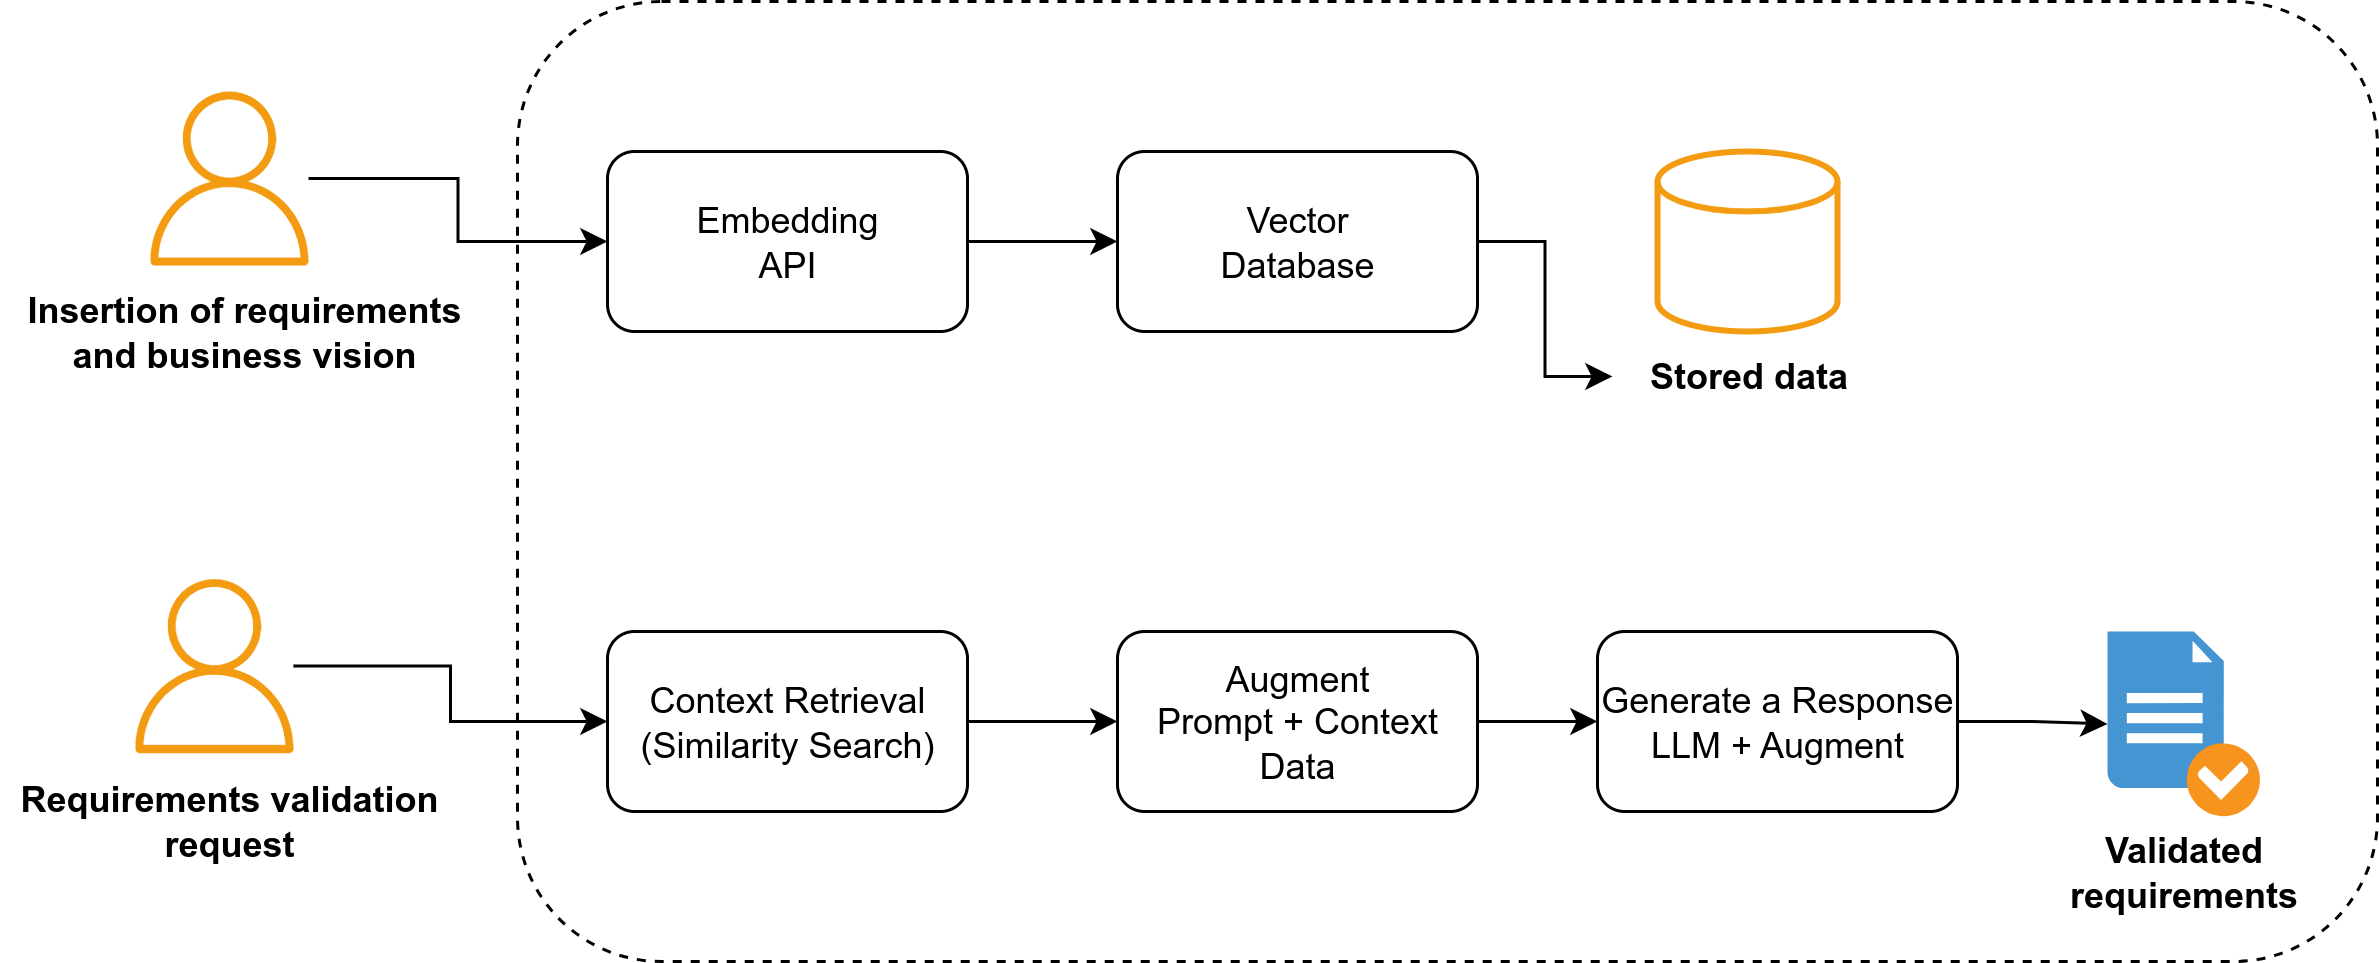 Insertion of requirements
and business vision
Embedding
API
Vector
Database
Stored data
Requirements validation
request
Context Retrieval
(Similarity Search)
Augment
Prompt + Context
Data
Generate a Response
LLM + Augment
Validated
requirements